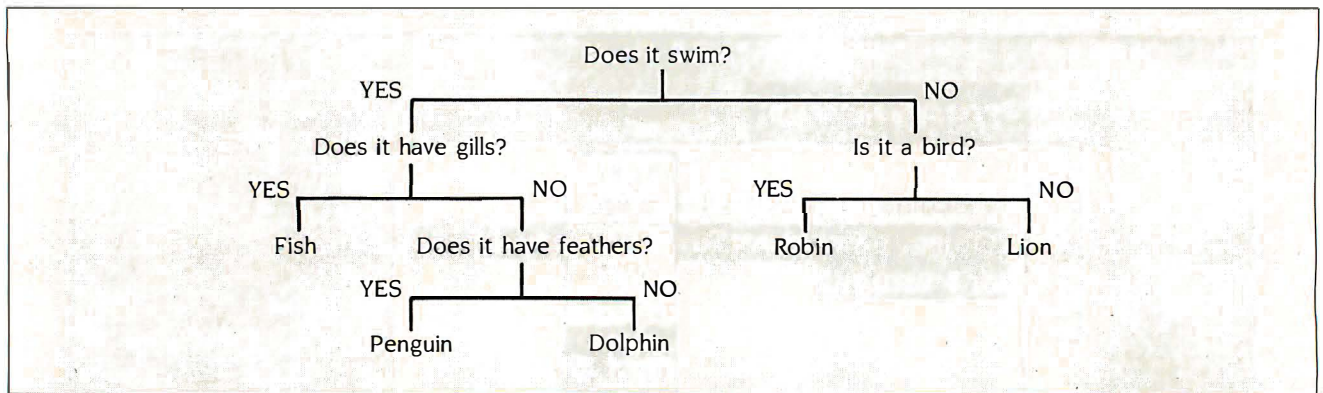 Does it swim?
YES NO
Does it have gills? Is it a bird?
YES NO YES NO
Fish Does it have feathers? Robin Lion
YES NO
Penguin Dolphin